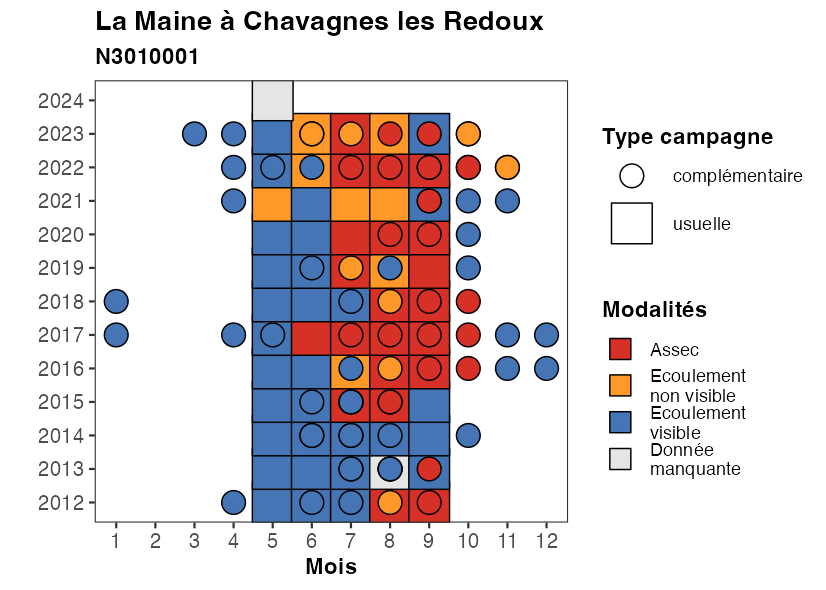 La Maine à Chavagnes les Redoux
N3010001
2024
2023
2022
2021
2020
2019
2018
2017
2016
2015
2014
2013
2012
1 2 3 4 5 6 7 8 9 10 11 12
Mois
Type campagne
complémentaire
usuelle
Modalités
Assec
Ecoulement
non visible
Ecoulement
visible
Donnée
manquante